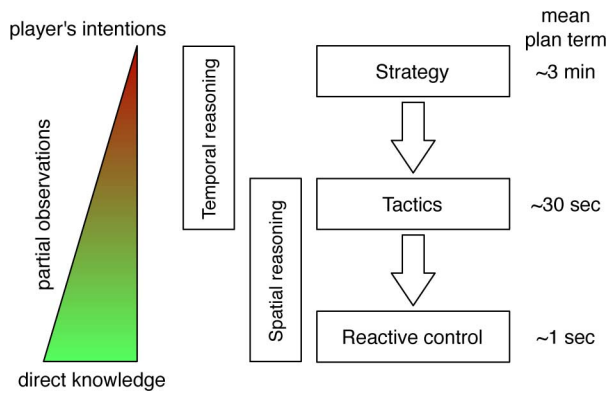 mean
plan term
player's intentions
Temporal reasoning
Strategy
~3 min
partial observations
Spatial reasoning
Tactics
~30 sec
Reactive control
~1 sec
direct knowledge